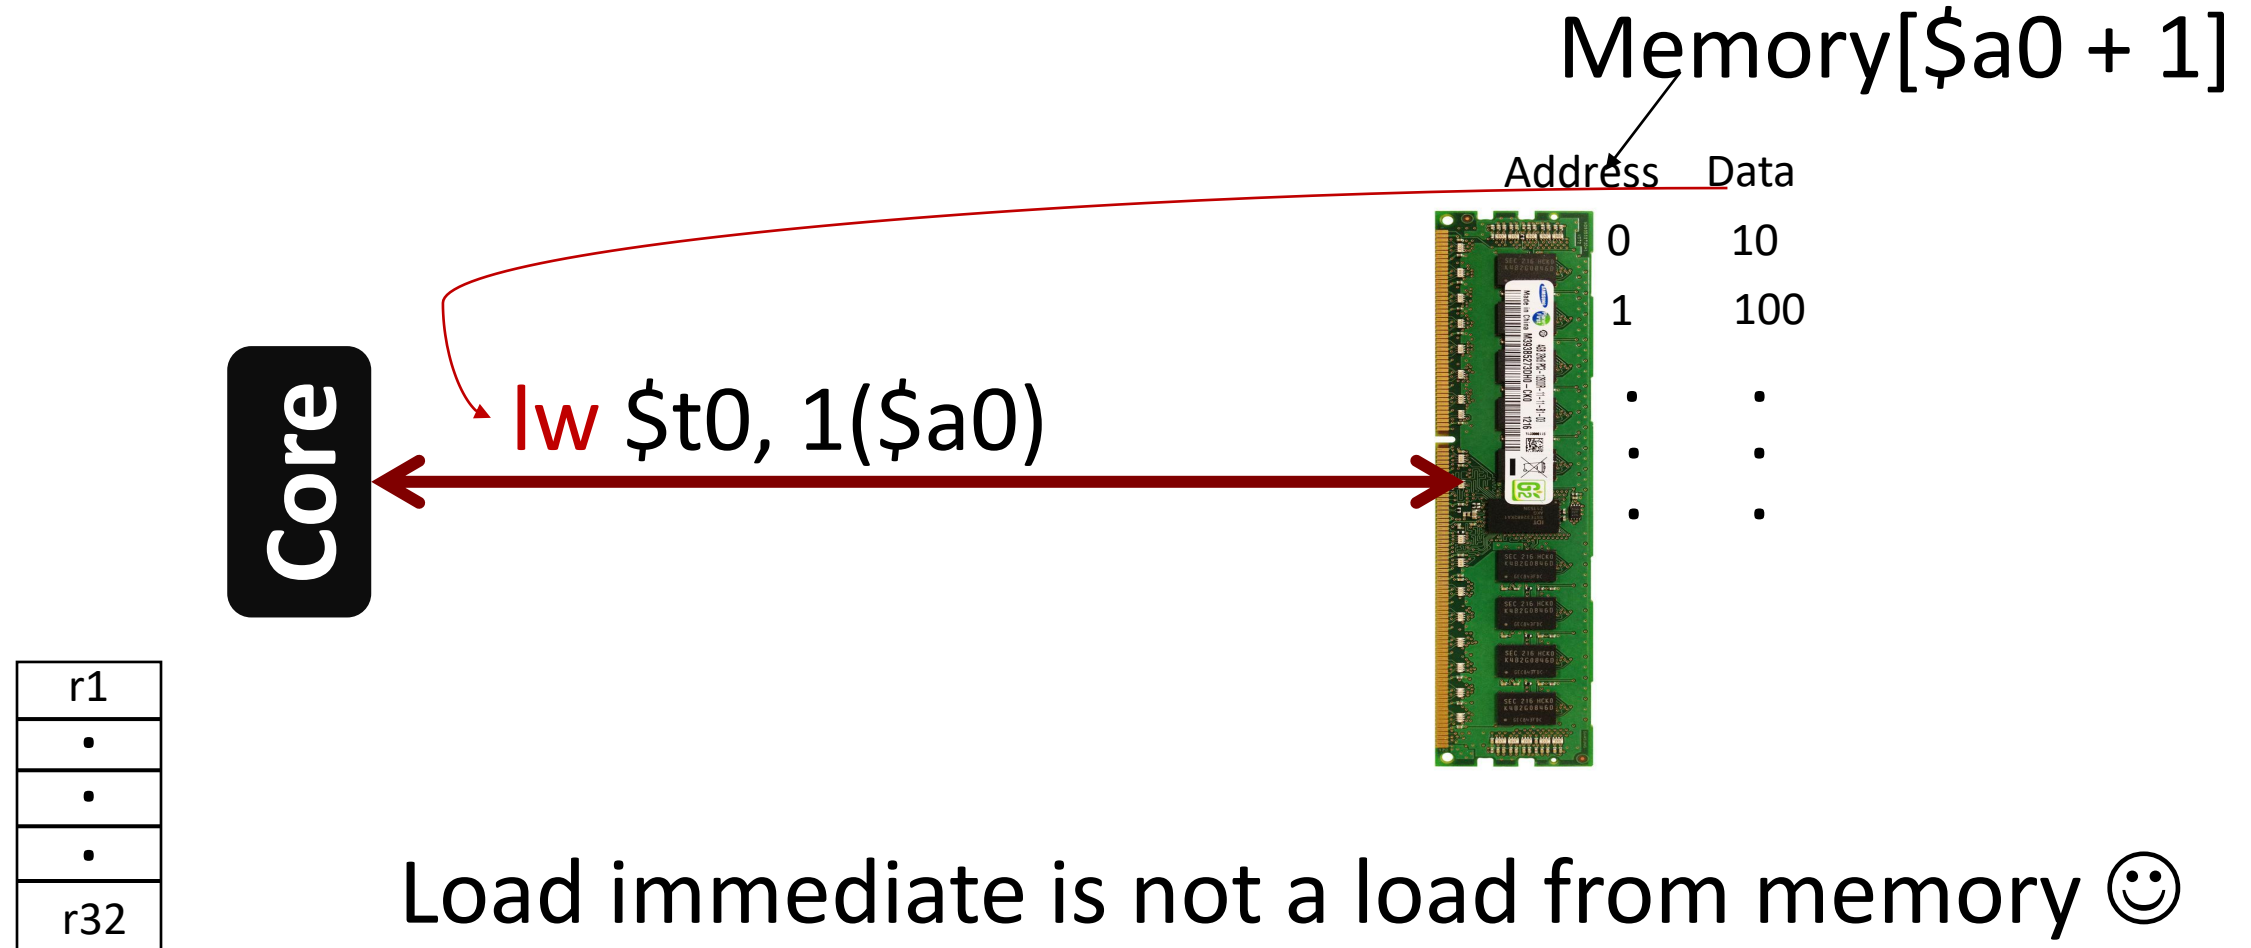 Memory[$a0 + 1]
Address Data
0 10
1 100
. .
. .
. .
lw $t0, 1($a0)
Core
r1
.
.
.
r32
Load immediate is not a load from memory ☺